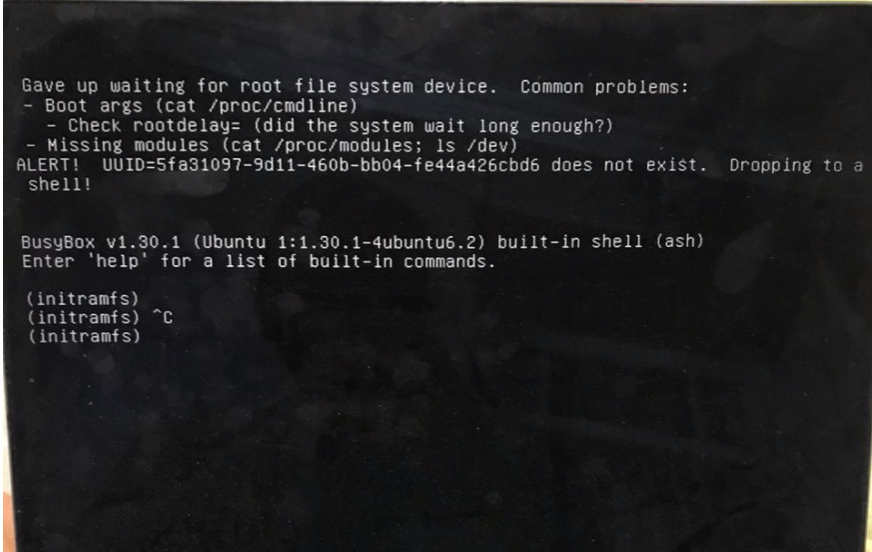 Gave up waiting for root file system device.  Common problems:
- Boot args (cat /proc/cmdline)
- Check rootdelay= (did the system wait long enough?)
- Missing modules (cat /proc/modules; ls /dev)
ALERT!  UUID=5fa31097-9d11-460b-bb04-fe44a426cbd6 does not exist.  Dropping to a
shell!
BusyBox v1.30.1 (Ubuntu 1:1.30.1-4ubuntu6.2) built-in shell (ash)
Enter 'help' for a list of built-in commands.
(initramfs)
(initramfs) ^C
(initramfs)